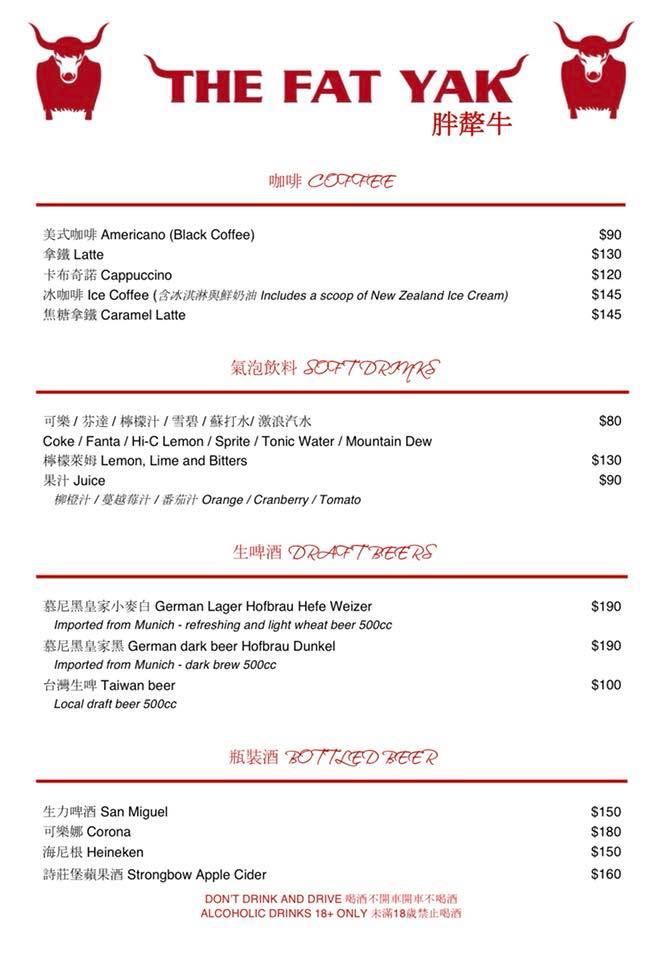 THE FAT YAK
胖犛牛
咖啡 COFFEE
美式咖啡 Americano (Black Coffee) $90
拿鐵 Latte $130
卡布奇諾 Cappuccino $120
冰咖啡 Ice Coffee (含冰淇淋與鮮奶油 Includes a scoop of New Zealand Ice Cream) $145
焦糖拿鐵 Caramel Latte $145
氣泡飲料 SOFT DRINKS
可樂 / 芬達 / 檸檬汁 / 雪碧 / 蘇打水/ 激浪汽水 $80
Coke / Fanta / Hi-C Lemon / Sprite / Tonic Water / Mountain Dew
檸檬萊姆 Lemon, Lime and Bitters $130
果汁 Juice $90
柳橙汁 / 蔓越莓汁 / 番茄汁 Orange / Cranberry / Tomato
生啤酒 DRAFT BEERS
慕尼黑皇家小麥白 German Lager Hofbrau Hefe Weizer $190
Imported from Munich - refreshing and light wheat beer 500cc
慕尼黑皇家黑 German dark beer Hofbrau Dunkel $190
Imported from Munich - dark brew 500cc
台灣生啤 Taiwan beer $100
Local draft beer 500cc
瓶裝酒 BOTTLED BEER
生力啤酒 San Miguel $150
可樂娜 Corona $180
海尼根 Heineken $150
詩莊堡蘋果酒 Strongbow Apple Cider $160
DON'T DRINK AND DRIVE 喝酒不開車開車不喝酒
ALCOHOLIC DRINKS 18+ ONLY 未滿18歲禁止喝酒